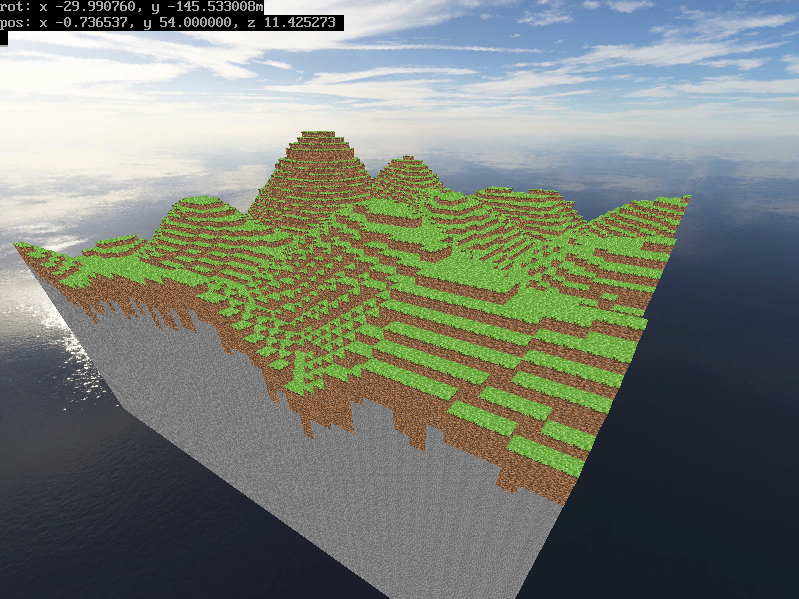 rot: x -29.990760, y -145.533008m
pos: x -0.736537, y 54.000000, z 11.425273